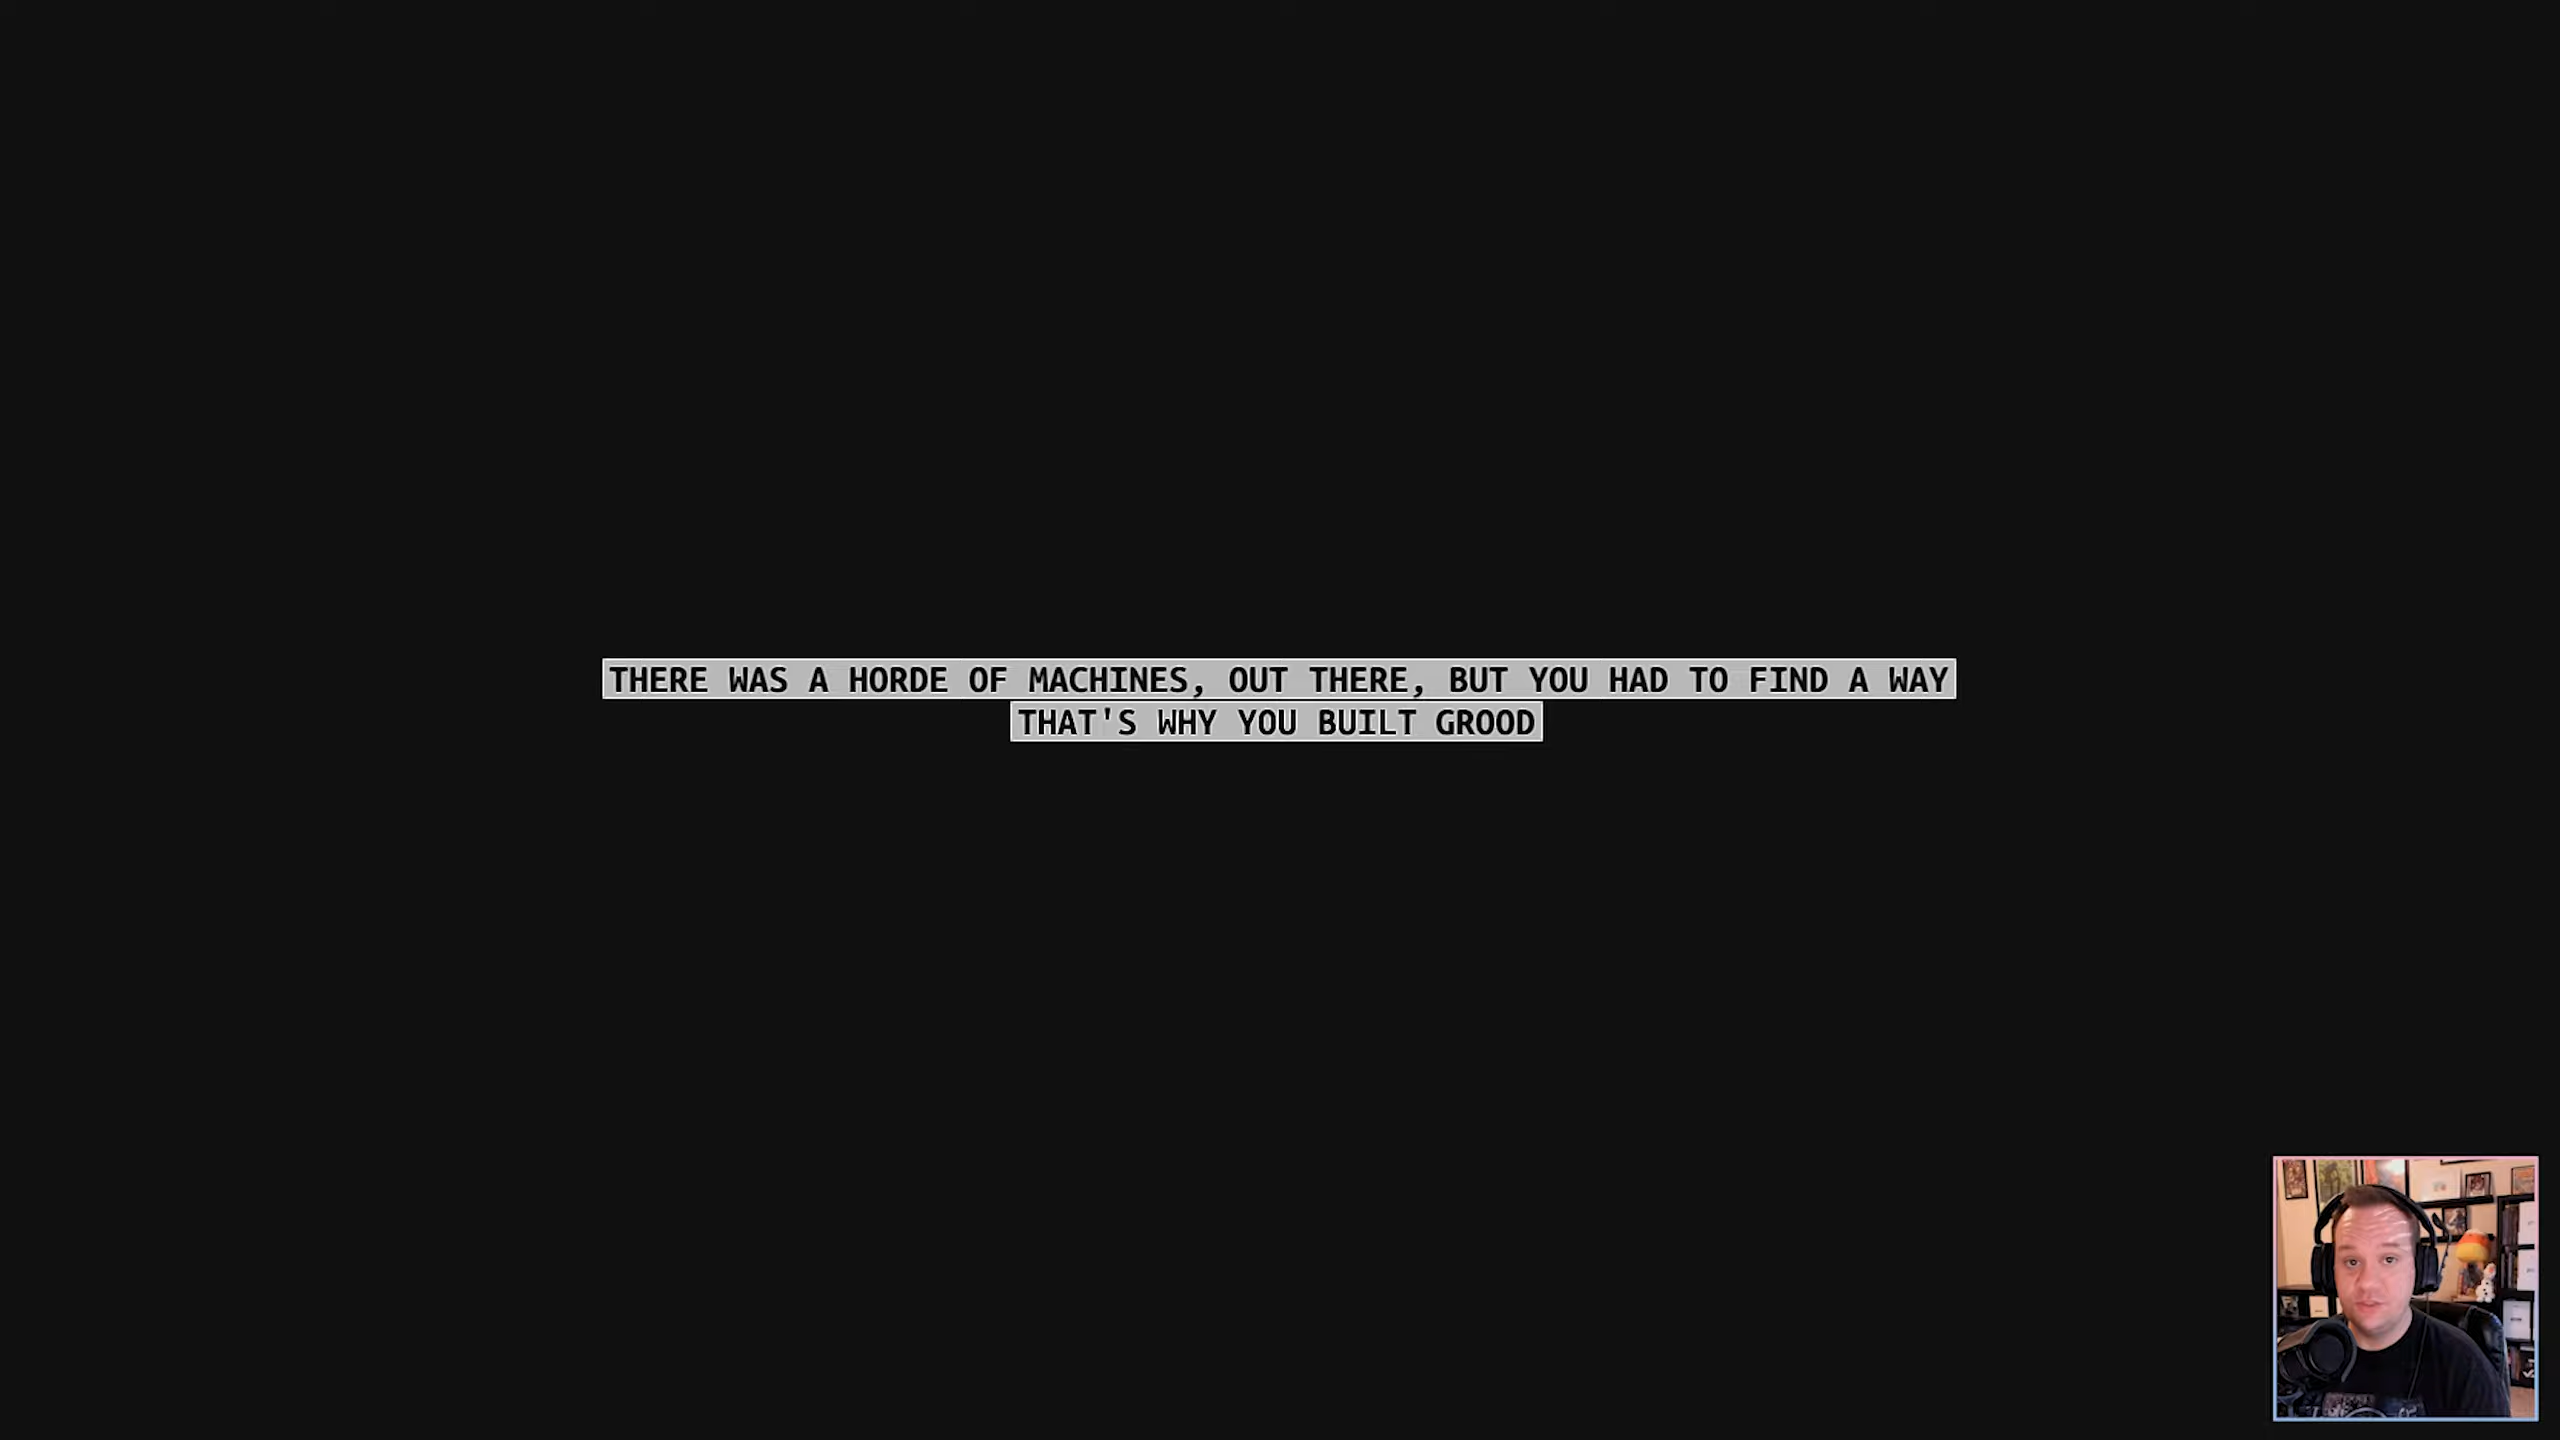 THERE WAS A HORDE OF MACHINES, OUT THERE, BUT YOU HAD TO FIND A WAY
THAT'S WHY YOU BUILT GROOD